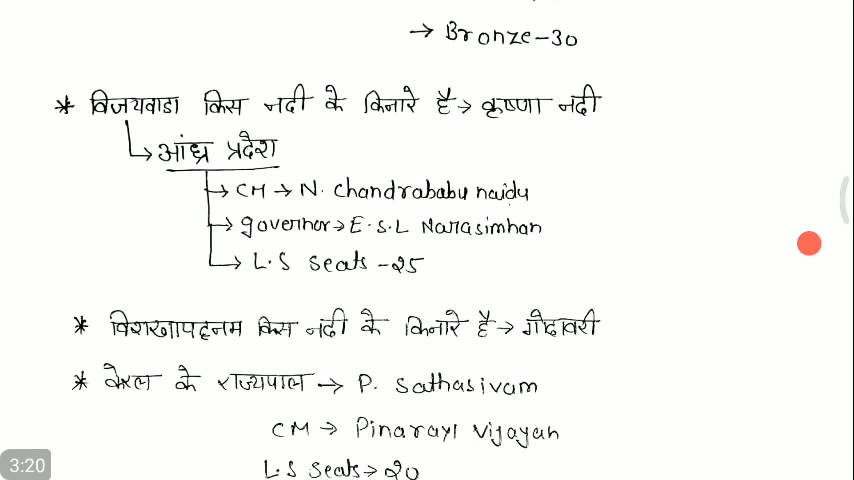 → Bronze-30
* विजयवाडा किस नदी के किनारे है → कृष्णा नदी
↳ आंध्र प्रदेश
→ CM → N. Chandrababu naidu
→ governor → E.S.L Narasimhan
→ L.S seats - 25
* विशाखापट्टनम किस नदी के किनारे है → गोदावरी
* केरल के राज्यपाल → P. Sathasivam
CM → Pinarayi Vijayan
L.S seats → 20
3:20